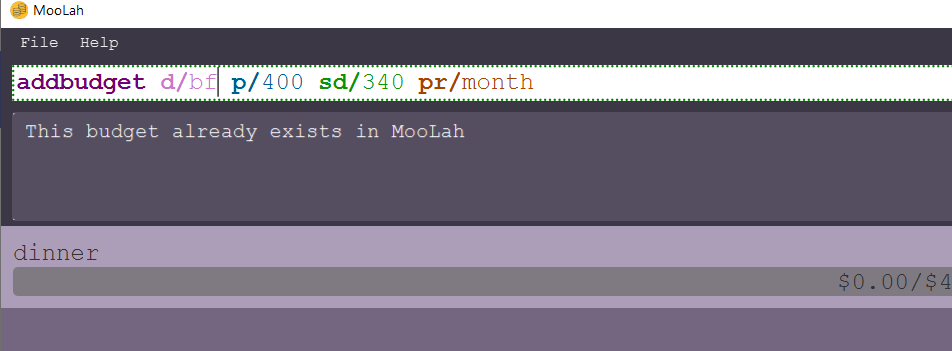 MooLah
File Help
addbudget d/bf p/400 sd/340 pr/month
This budget already exists in MooLah
dinner
$0.00/$4